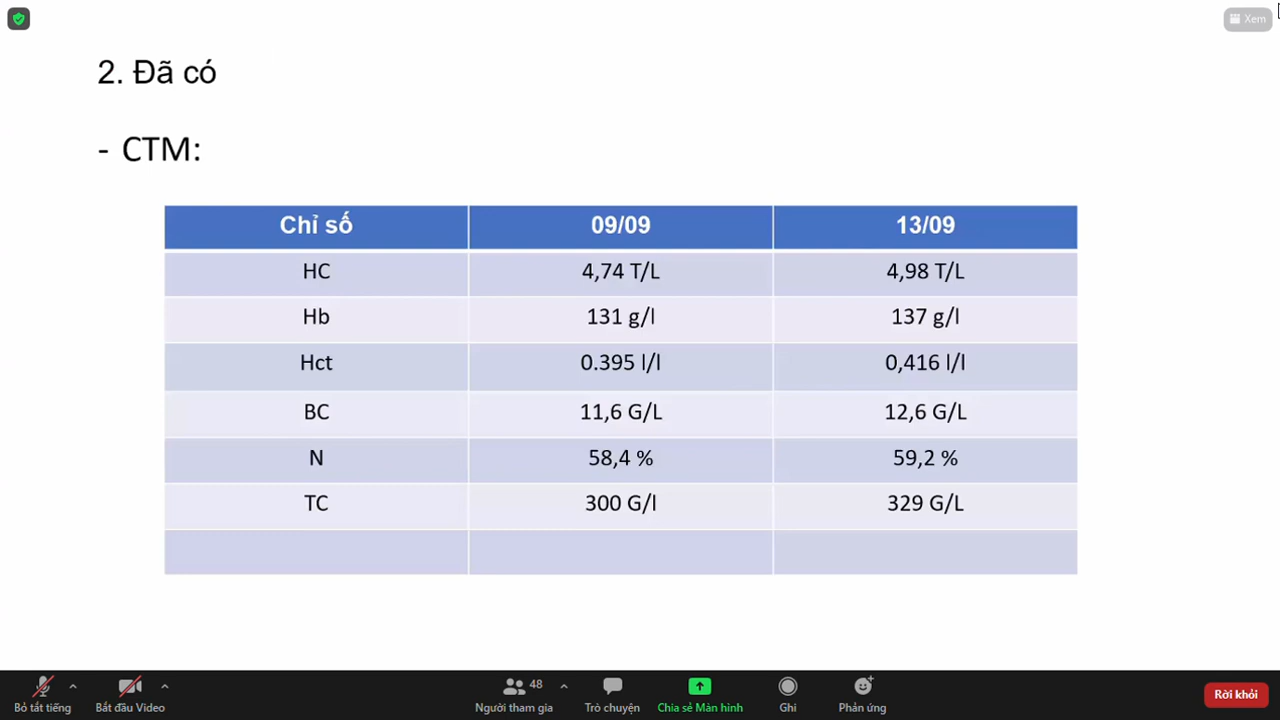 Xem
2. Đã có
- CTM:
Chỉ số 09/09 13/09
HC 4,74 T/L 4,98 T/L
Hb 131 g/l 137 g/l
Hct 0.395 l/l 0,416 l/l
BC 11,6 G/L 12,6 G/L
N 58,4 % 59,2 %
TC 300 G/l 329 G/L
Bỏ tắt tiếng Bắt đầu Video 48 Người tham gia Trò chuyện Chia sẻ Màn hình Ghi Phản ứng Rời khỏi